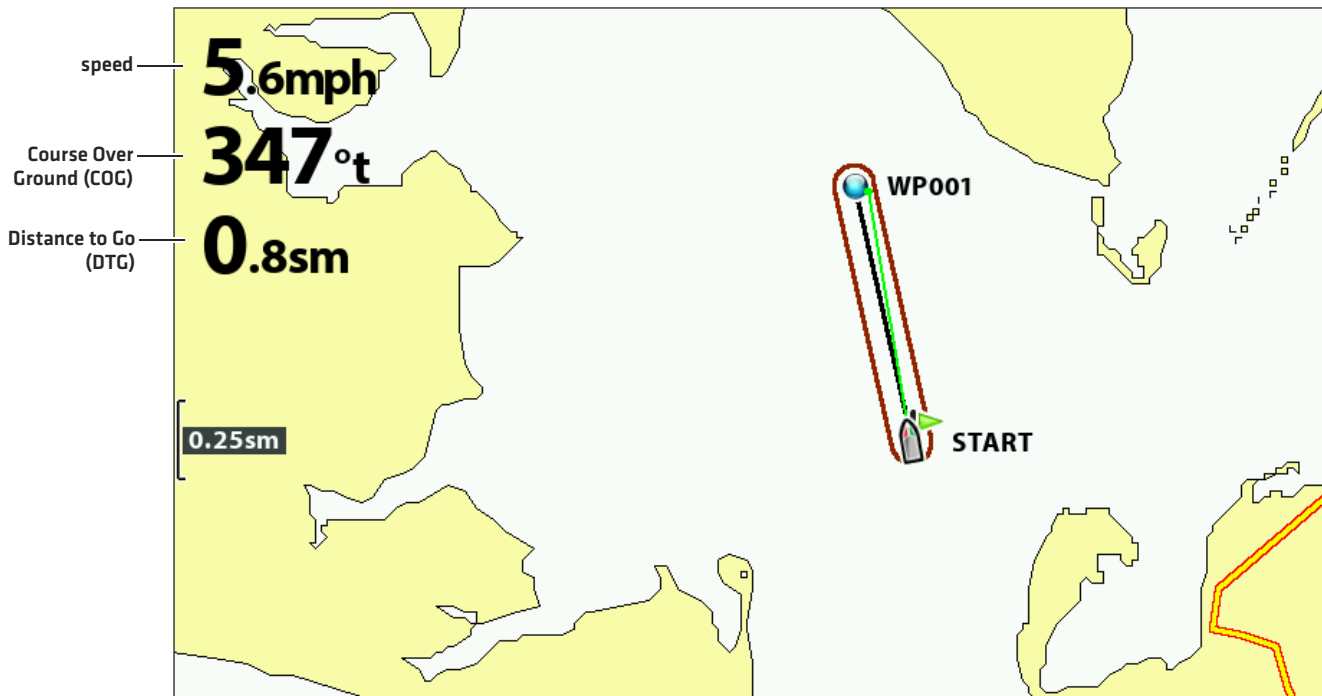 speed
5.6mph
Course Over
Ground (COG)
347°t
Distance to Go
(DTG)
0.8sm
WP001
0.25sm
START